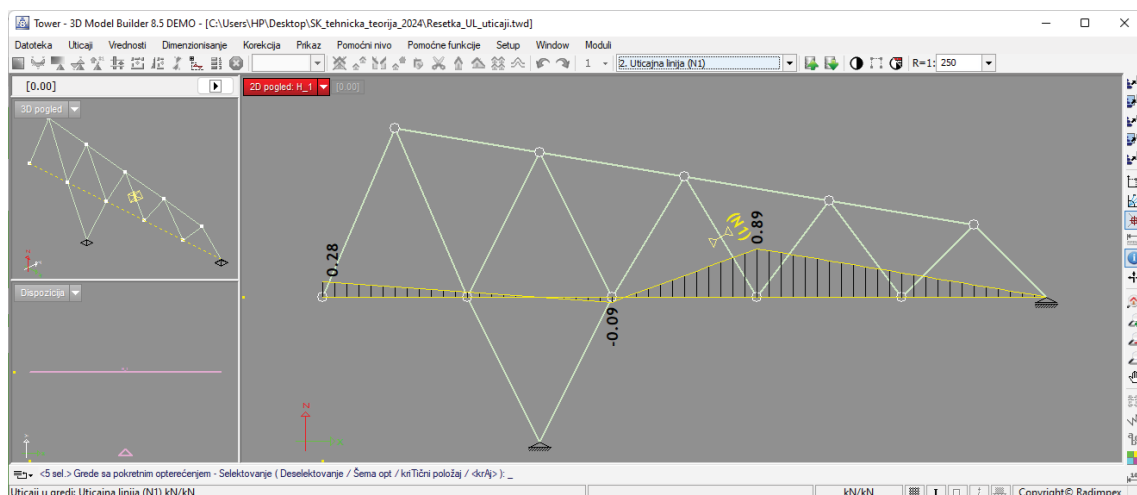 Tower - 3D Model Builder 8.5 DEMO - [C:\Users\HP\Desktop\SK_tehnicka_teorija_2024\Resetka_UL_uticaji.twd]
Datoteka Uticaji Vrednosti Dimenzionisanje Korekcija Prikaz Pomoćni nivo Pomoćne funkcije Setup Window Moduli
1 2. Uticajna linija (N1) R=1: 250
[0.00]
2D pogled: H_1 [0.00]
3D pogled
(N1)
0.89
0.28
-0.09
Dispozicija
<5 sel.> Grede sa pokretnim opterećenjem - Selektovanje ( Deselektovanje / Šema opt / kriTični položaj / <krAj> ): _
Uticaji u gredi: Uticajna linija (N1) kN/kN
kN/kN
Copyright© Radimpex